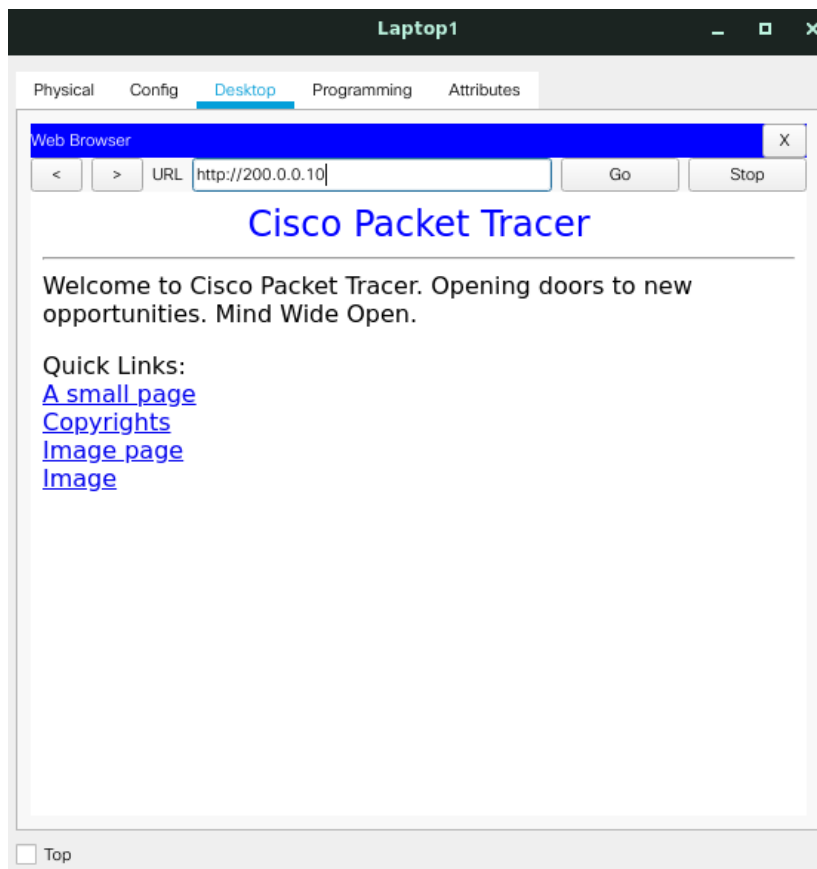 Laptop1
Physical Config Desktop Programming Attributes
Web Browser X
< > URL http://200.0.0.10 Go Stop
Cisco Packet Tracer
Welcome to Cisco Packet Tracer. Opening doors to new
opportunities. Mind Wide Open.
Quick Links:
A small page
Copyrights
Image page
Image
Top